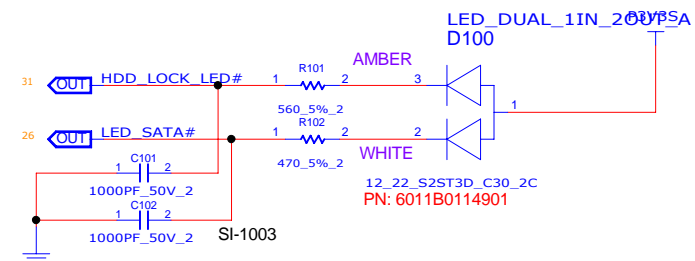 LED_DUAL_1IN_2OUT_A
P3V3S
D100
AMBER
R101
31 OUT HDD_LOCK_LED# 1 2 3
560_5%_2
1
R102
26 OUT LED_SATA# 1 2 2
470_5%_2
WHITE
C101
1 2
1000PF_50V_2
12_22_S2ST3D_C30_2C
PN: 6011B0114901
C102
1 2
1000PF_50V_2
SI-1003